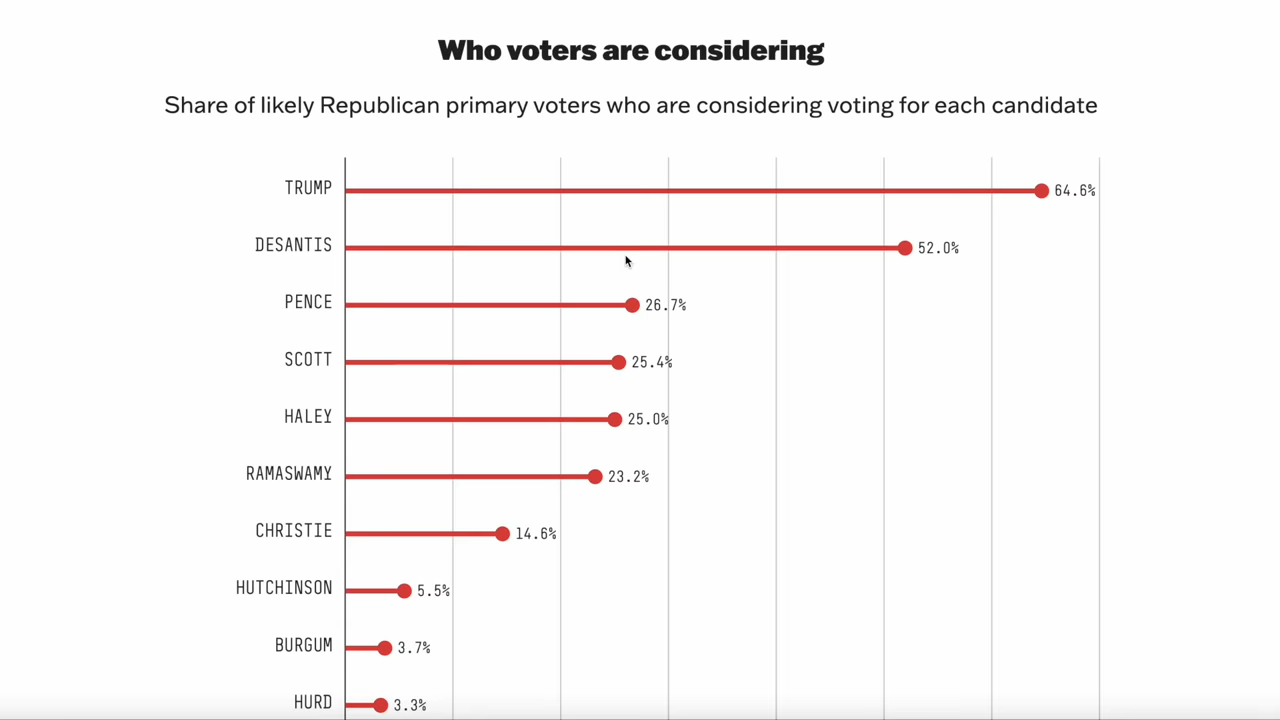 Who voters are considering
Share of likely Republican primary voters who are considering voting for each candidate
TRUMP 64.6%
DESANTIS 52.0%
PENCE 26.7%
SCOTT 25.4%
HALEY 25.0%
RAMASWAMY 23.2%
CHRISTIE 14.6%
HUTCHINSON 5.5%
BURGUM 3.7%
HURD 3.3%